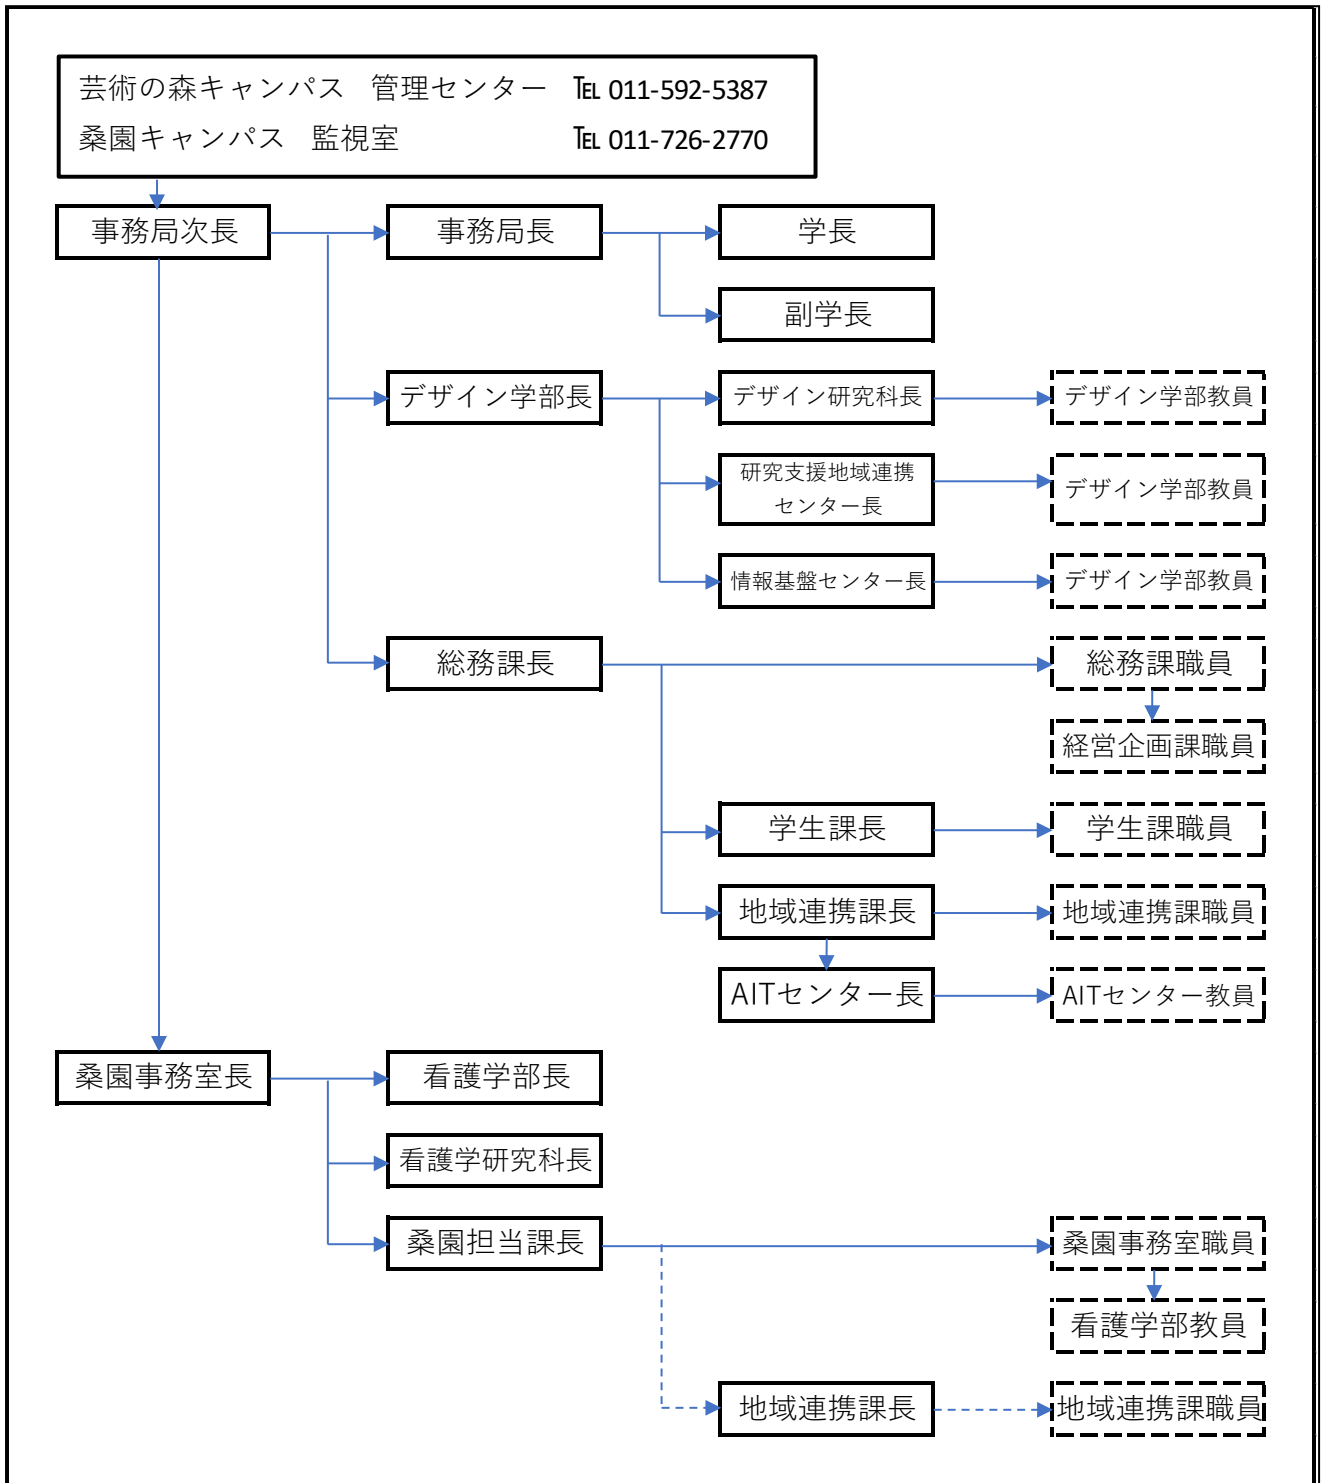 芸術の森キャンパス　管理センター　℡ 011-592-5387
桑園キャンパス　監視室　℡ 011-726-2770
事務局次長
事務局長
学長
副学長
デザイン学部長
デザイン研究科長
デザイン学部教員
研究支援地域連携
センター長
デザイン学部教員
情報基盤センター長
デザイン学部教員
総務課長
総務課職員
経営企画課職員
学生課長
学生課職員
地域連携課長
地域連携課職員
AITセンター長
AITセンター教員
桑園事務室長
看護学部長
看護学研究科長
桑園担当課長
桑園事務室職員
看護学部教員
地域連携課長
地域連携課職員